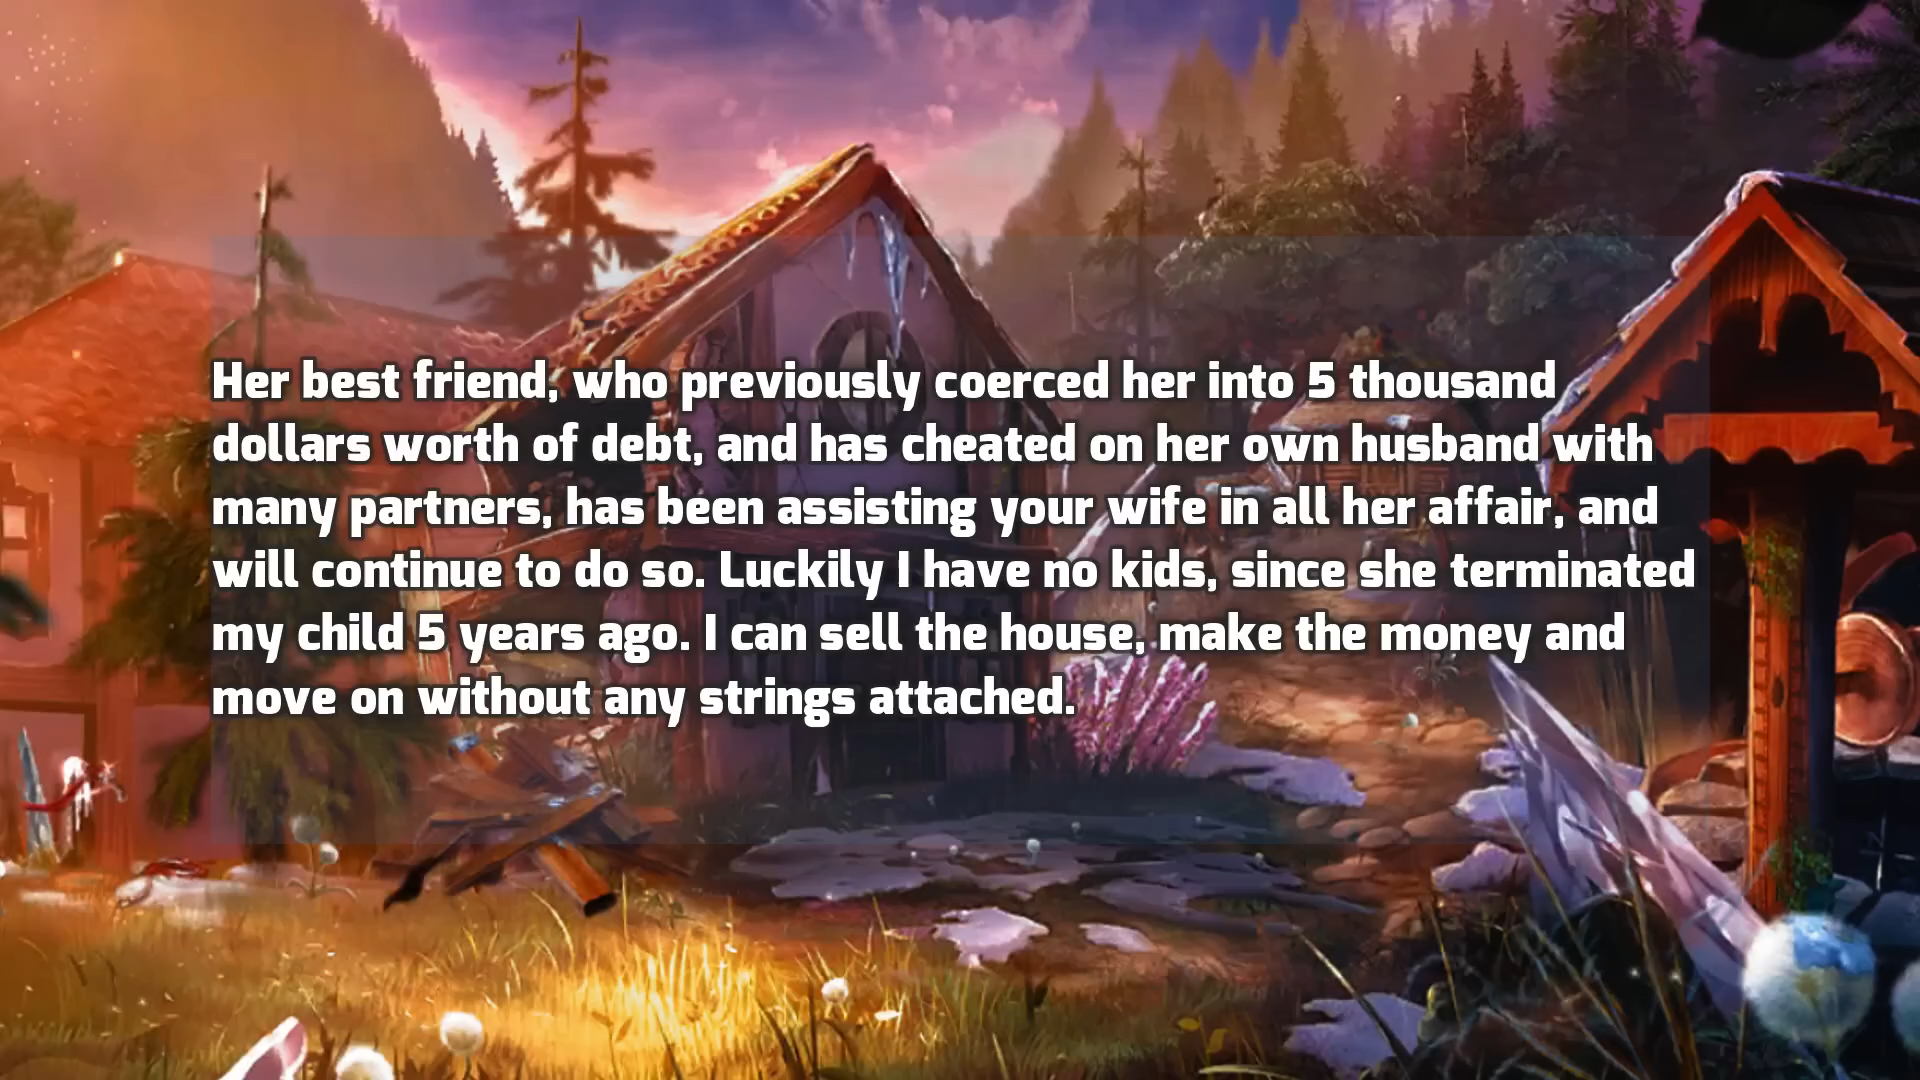 Her best friend, who previously coerced her into 5 thousand
dollars worth of debt, and has cheated on her own husband with
many partners, has been assisting your wife in all her affair, and
will continue to do so. Luckily I have no kids, since she terminated
my child 5 years ago. I can sell the house, make the money and
move on without any strings attached.